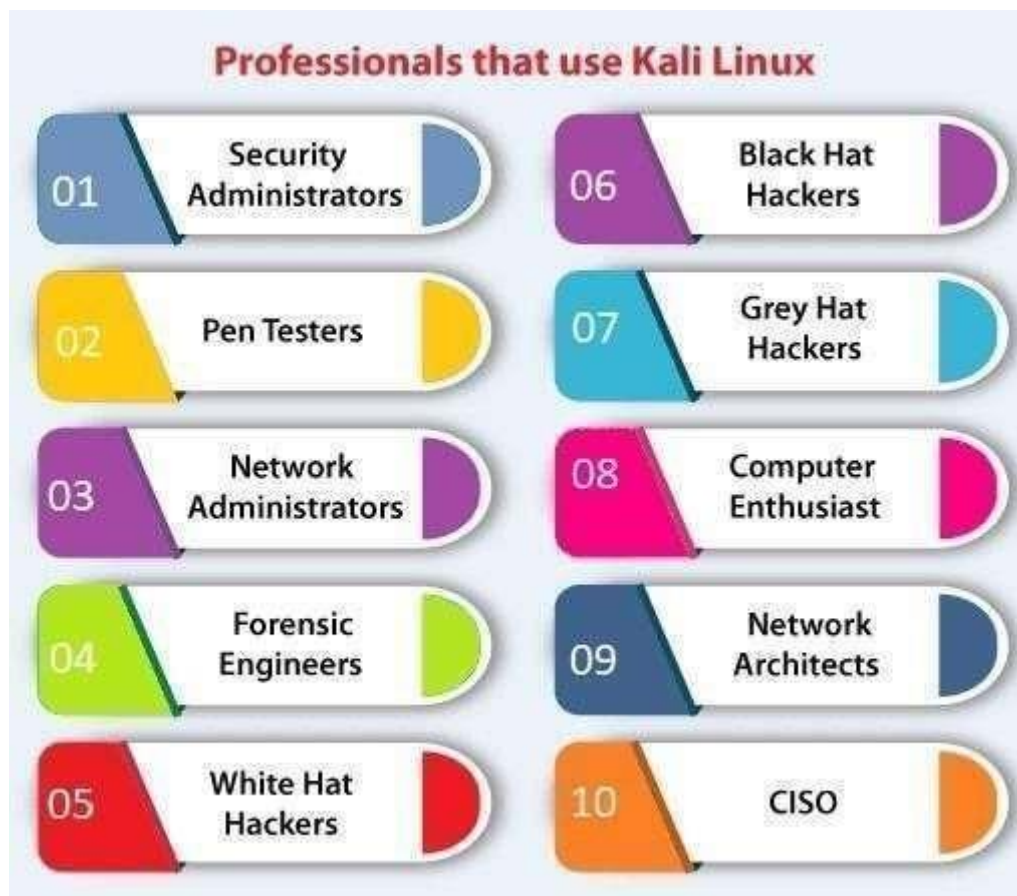 Professionals that use Kali Linux
01
Security
Administrators
02
Pen Testers
03
Network
Administrators
04
Forensic
Engineers
05
White Hat
Hackers
06
Black Hat
Hackers
07
Grey Hat
Hackers
08
Computer
Enthusiast
09
Network
Architects
10
CISO